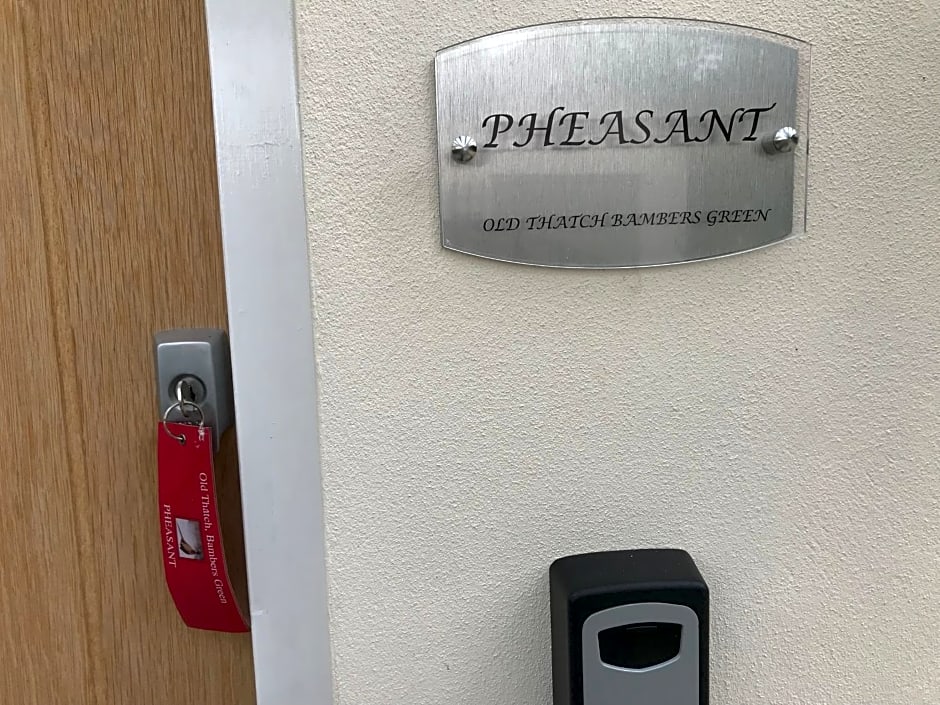 PHEASANT
OLD THATCH BAMBERS GREEN
Old Thatch, Bambers Green
PHEASANT